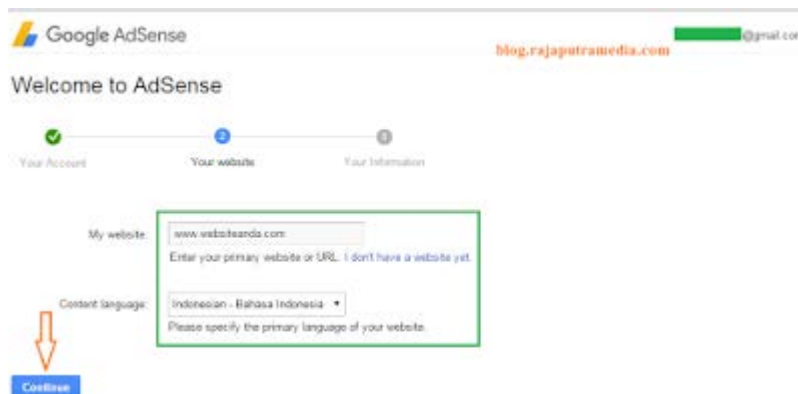 Google AdSense
@gmail.com
blog.rajaputramedia.com
Welcome to AdSense
2
3
Your Account
Your website
Your Information
My website:
www.websiteanda.com
Enter your primary website or URL. I don't have a website yet.
Content language:
Indonesian - Bahasa Indonesia
Please specify the primary language of your website.
Continue